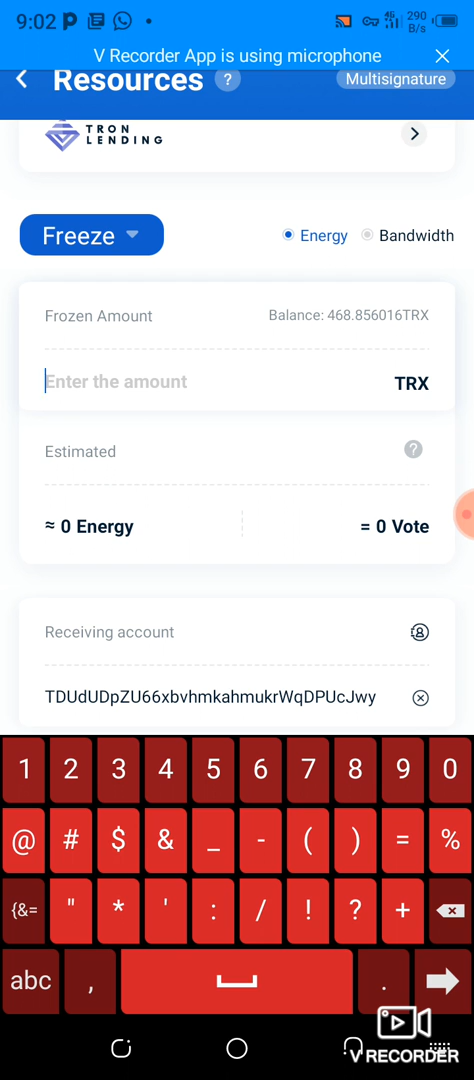 9:02 P 4G 290 B/s
V Recorder App is using microphone
Resources ? Multisignature
TRON LENDING
Freeze Energy Bandwidth
Frozen Amount Balance: 468.856016TRX
Enter the amount TRX
Estimated ?
≈ 0 Energy = 0 Vote
Receiving account
TDUdUDpZU66xbvhmkahmukrWqDPUcJwy
1 2 3 4 5 6 7 8 9 0
@ # $ & _ - ( ) = %
{&= " * ' : / ! ? +
abc , .
V RECORDER